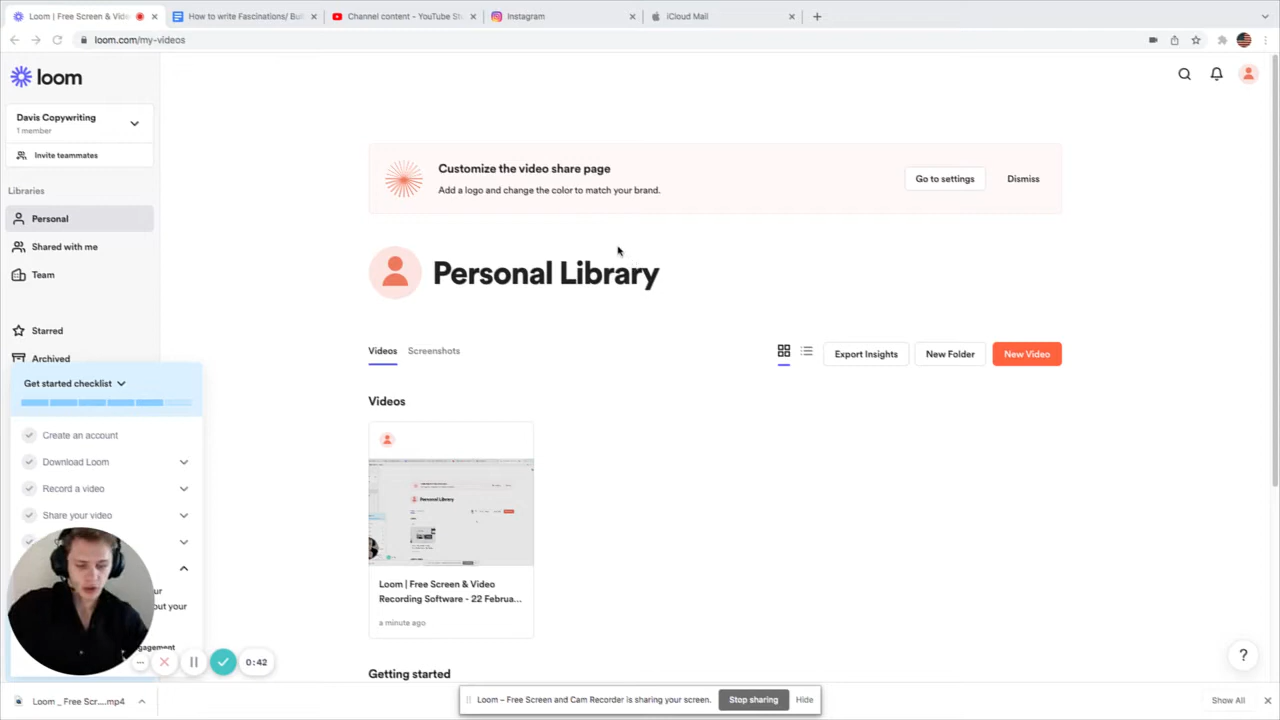 Loom | Free Screen & Vide
How to write Fascinations/ Bul
Channel content - YouTube St
Instagram
iCloud Mail
loom.com/my-videos
loom
Davis Copywriting
1 member
Invite teammates
Libraries
Personal
Shared with me
Team
Starred
Archived
Get started checklist
Create an account
Download Loom
Record a video
Share your video
ur
out your
gagement
0:42
Customize the video share page
Add a logo and change the color to match your brand.
Go to settings
Dismiss
Personal Library
Videos
Screenshots
Export Insights
New Folder
New Video
Videos
Loom | Free Screen & Video
Recording Software - 22 Februa...
a minute ago
Getting started
?
Loom _ Free Scr....mp4
Loom – Free Screen and Cam Recorder is sharing your screen.
Stop sharing
Hide
Show All